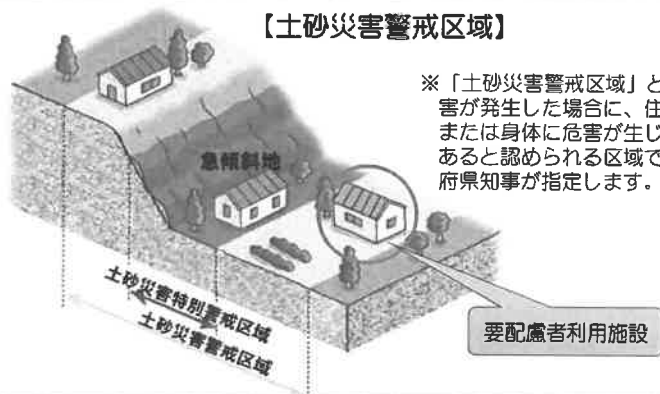 【土砂災害警戒区域】
※「土砂災害警戒区域」と
害が発生した場合に、住
または身体に危害が生じ
あると認められる区域で
府県知事が指定します。
急傾斜地
土砂災害特別警戒区域
土砂災害警戒区域
要配慮者利用施設